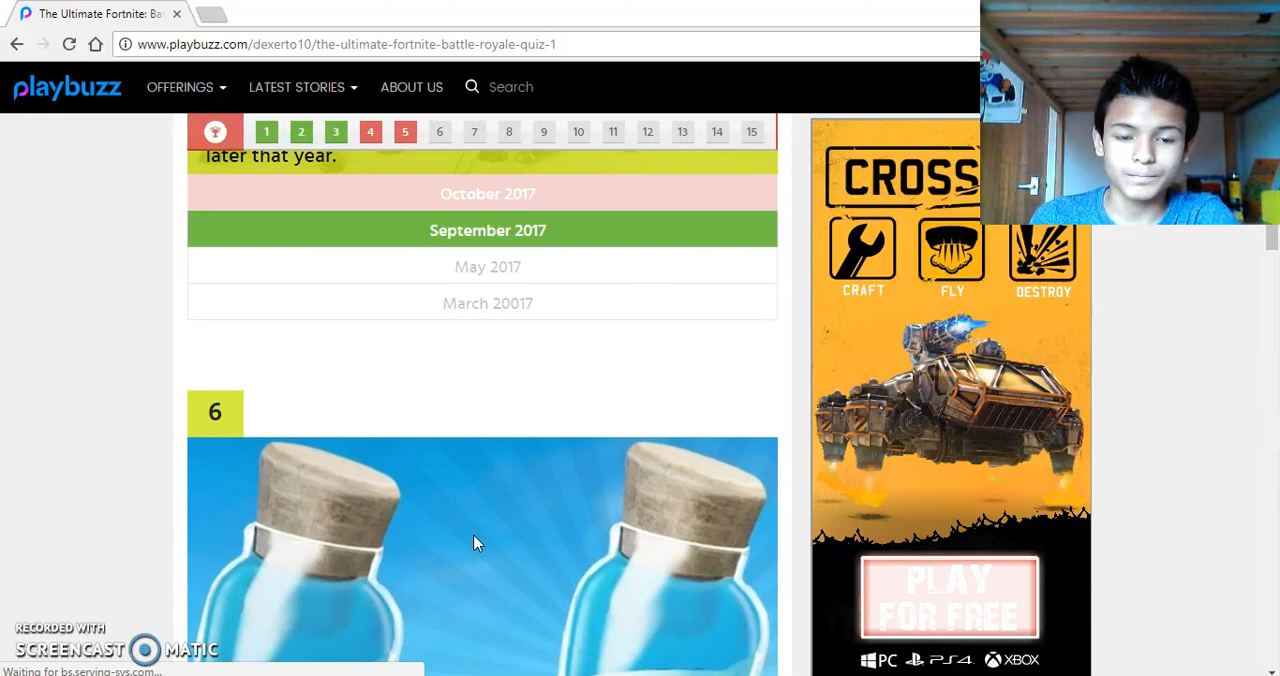 The Ultimate Fortnite: Ba
www.playbuzz.com/dexerto10/the-ultimate-fortnite-battle-royale-quiz-1
playbuzz OFFERINGS LATEST STORIES ABOUT US Search
1 2 3 4 5 6 7 8 9 10 11 12 13 14 15
later that year.
October 2017
September 2017
May 2017
March 20017
6
CROSS
CRAFT FLY DESTROY
PLAY
FOR FREE
PC PS4 XBOX
RECORDED WITH
SCREENCAST MATIC
Waiting for bs.serving-sys.com...